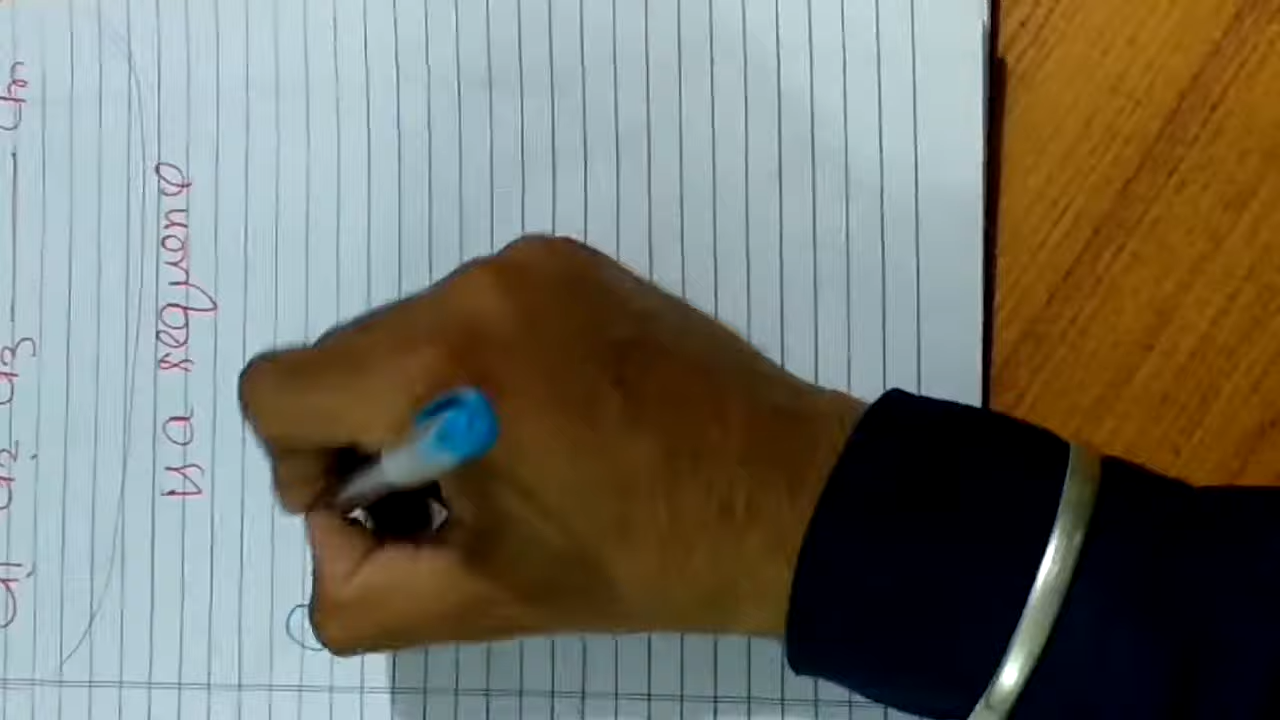 a1 a2 a3 — an
is a sequence